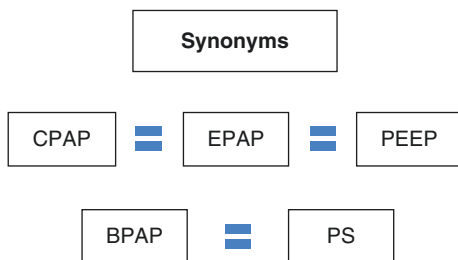 Synonyms
CPAP = EPAP = PEEP
BPAP = PS